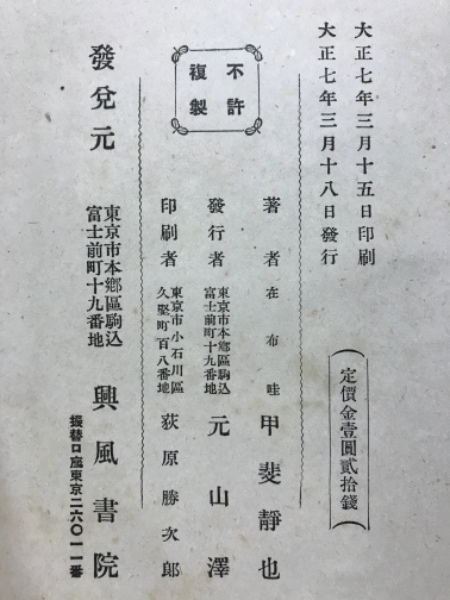 大正七年三月十五日印刷
大正七年三月十八日發行
定價金壹圓貳拾錢
不許
複製
著者 在布哇 甲斐靜也
發行者 東京市本鄕區駒込
富士前町十九番地 元山澤
印刷者 東京市小石川區
久堅町百八番地 荻原勝次郎
發兌元 東京市本鄕區駒込
富士前町十九番地 興風書院
振替口座東京二六〇一一番